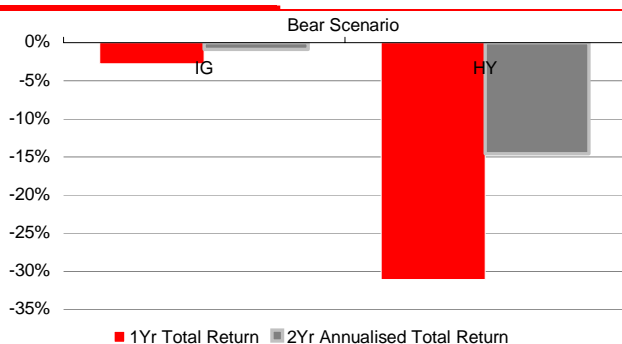 Bear Scenario
0%
IG
HY
-5%
-10%
-15%
-20%
-25%
-30%
-35%
1Yr Total Return 2Yr Annualised Total Return